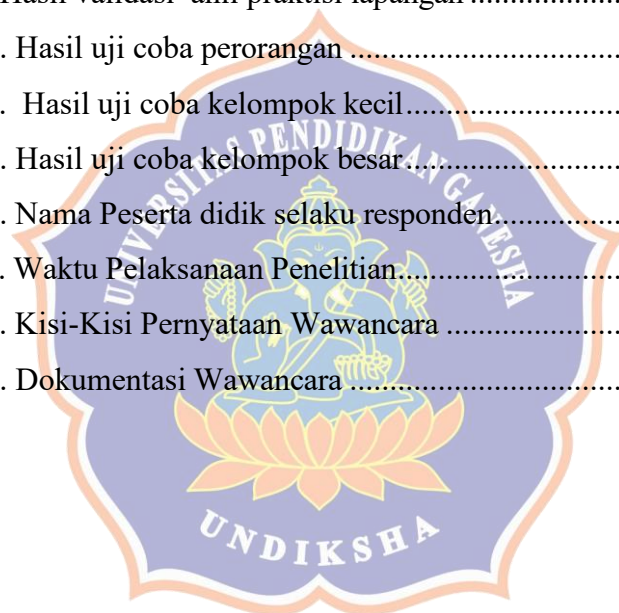 Hasil validasi ahli praktisi lapangan ....................
. Hasil uji coba perorangan ...................................
. Hasil uji coba kelompok kecil............................
. Hasil uji coba kelompok besar............................
. Nama Peserta didik selaku responden................
. Waktu Pelaksanaan Penelitian.............................
. Kisi-Kisi Pernyataan Wawancara ......................
. Dokumentasi Wawancara ...................................
UNIVERSITAS PENDIDIKAN GANESHA
UNDIKSHA